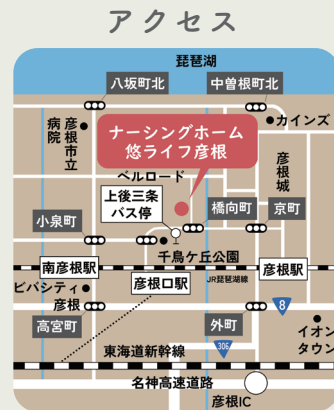 アクセス
琵琶湖
八坂町北
中曽根町北
カインズ
彦根市立
病院
ナーシングホーム
悠ライフ彦根
彦根城
ベルロード
上後三条
バス停
橋向町
京町
小泉町
千鳥ケ丘公園
南彦根駅
彦根口駅
JR琵琶湖線
彦根駅
ビバシティ
彦根
8
高宮町
外町
イオン
タウン
306
東海道新幹線
名神高速道路
彦根IC